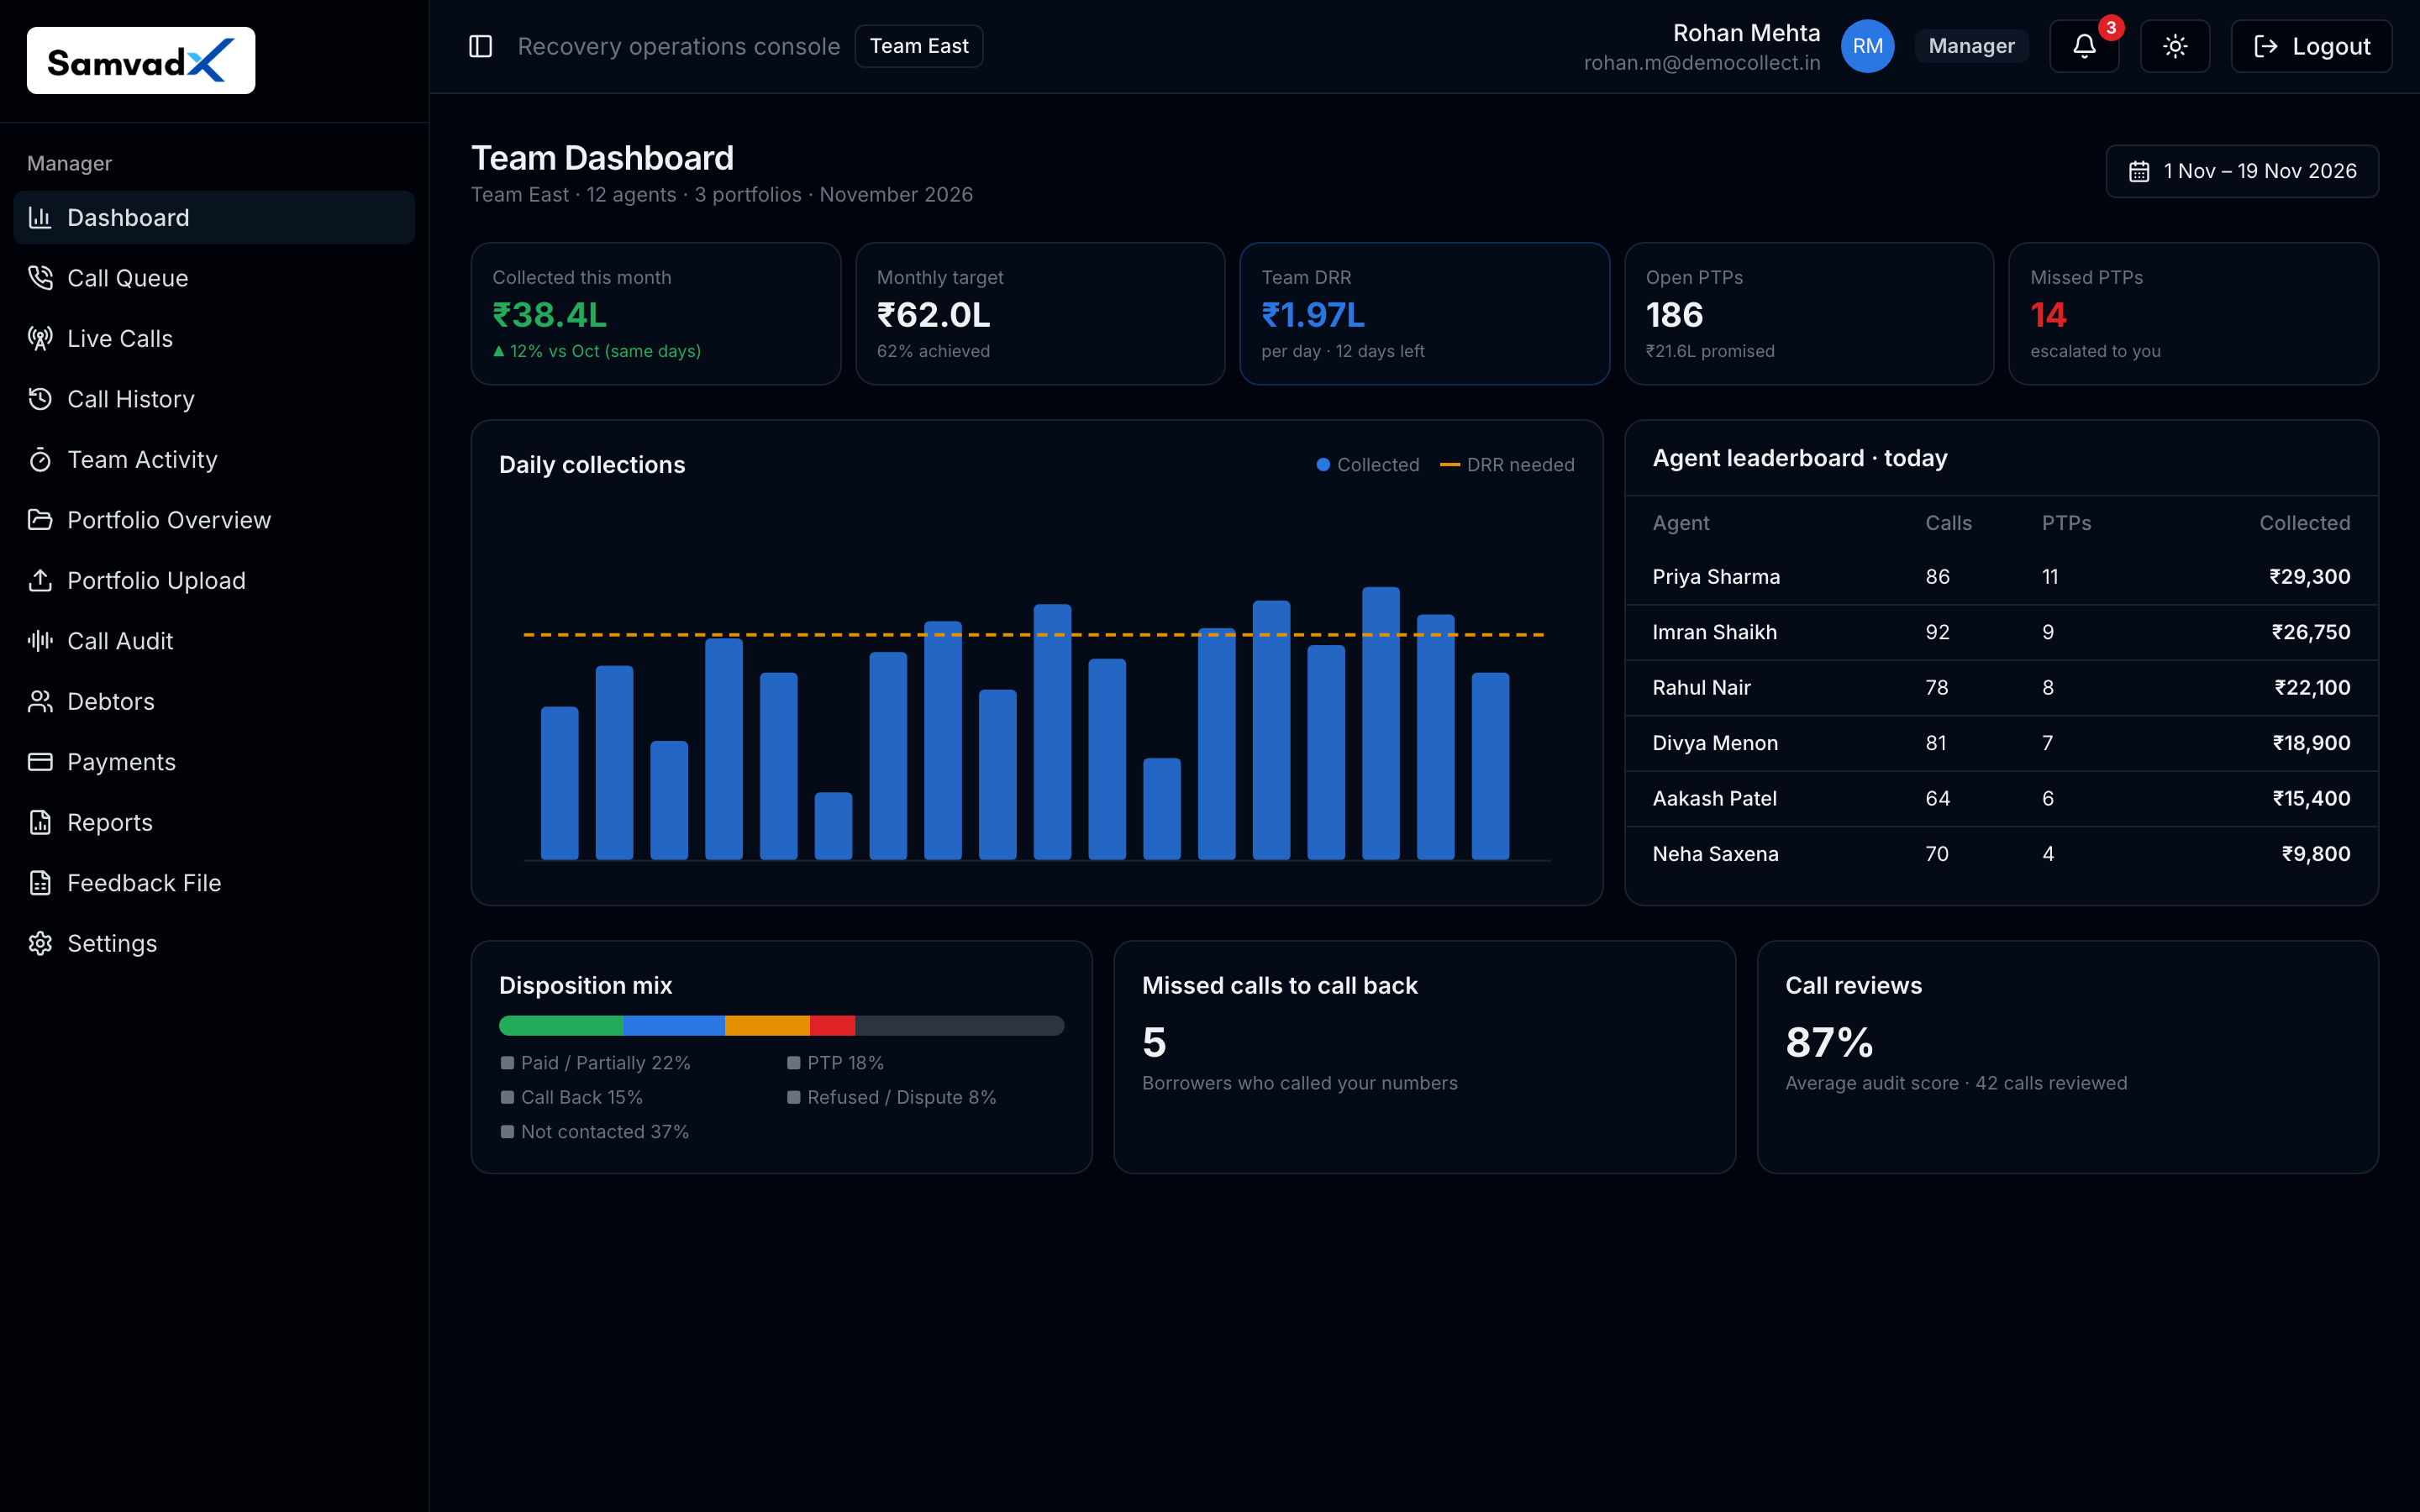 SamvadX
Manager
Dashboard
Call Queue
Live Calls
Call History
Team Activity
Portfolio Overview
Portfolio Upload
Call Audit
Debtors
Payments
Reports
Feedback File
Settings
Recovery operations console
Team East
Rohan Mehta
rohan.m@democollect.in
RM
Manager
3
Logout
Team Dashboard
Team East · 12 agents · 3 portfolios · November 2026
1 Nov – 19 Nov 2026
Collected this month
₹38.4L
▲ 12% vs Oct (same days)
Monthly target
₹62.0L
62% achieved
Team DRR
₹1.97L
per day · 12 days left
Open PTPs
186
₹21.6L promised
Missed PTPs
14
escalated to you
Daily collections
Collected
DRR needed
Agent leaderboard · today
Agent Calls PTPs Collected
Priya Sharma 86 11 ₹29,300
Imran Shaikh 92 9 ₹26,750
Rahul Nair 78 8 ₹22,100
Divya Menon 81 7 ₹18,900
Aakash Patel 64 6 ₹15,400
Neha Saxena 70 4 ₹9,800
Disposition mix
Paid / Partially 22%
PTP 18%
Call Back 15%
Refused / Dispute 8%
Not contacted 37%
Missed calls to call back
5
Borrowers who called your numbers
Call reviews
87%
Average audit score · 42 calls reviewed